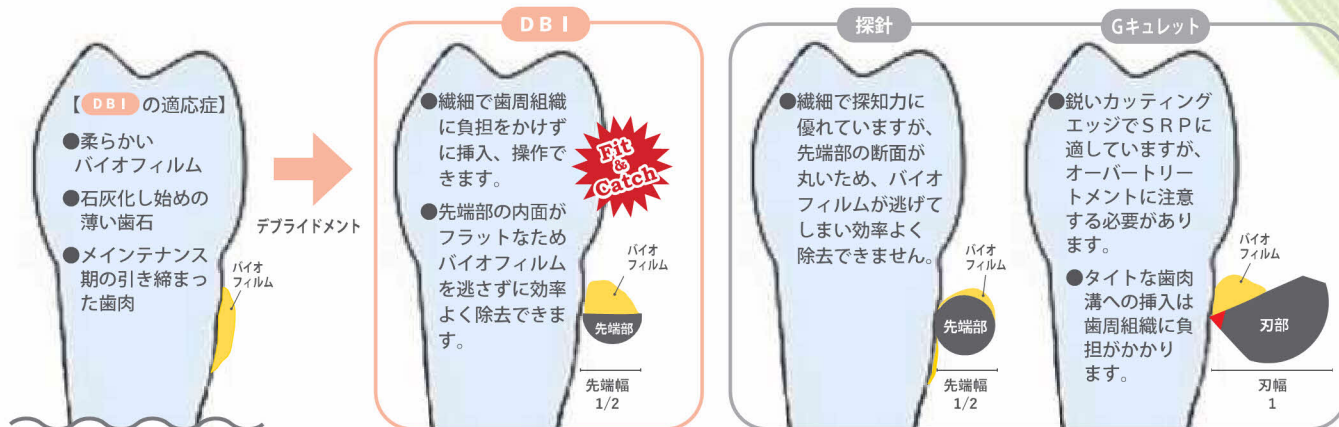 【DBIの適応症】
●柔らかい
バイオフィルム
●石灰化し始めの
薄い歯石
●メインテナンス
期の引き締まっ
た歯肉
バイオ
フィルム
デブライドメント
DBI
●繊細で歯周組織
に負担をかけず
に挿入、操作で
きます。
●先端部の内面が
フラットなため
バイオフィルム
を逃さずに効率
よく除去できま
す。
Fit
&
Catch
バイオ
フィルム
先端部
先端幅
1/2
探針
●繊細で探知力に
優れていますが、
先端部の断面が
丸いため、バイオ
フィルムが逃げて
しまい効率よく
除去できません。
バイオ
フィルム
先端部
先端幅
1/2
Gキュレット
●鋭いカッティング
エッジでSRPに
適していますが、
オーバートリー
トメントに注意
する必要があり
ます。
●タイトな歯肉
溝への挿入は
歯周組織に負
担がかかり
ます。
バイオ
フィルム
刃部
刃幅
1